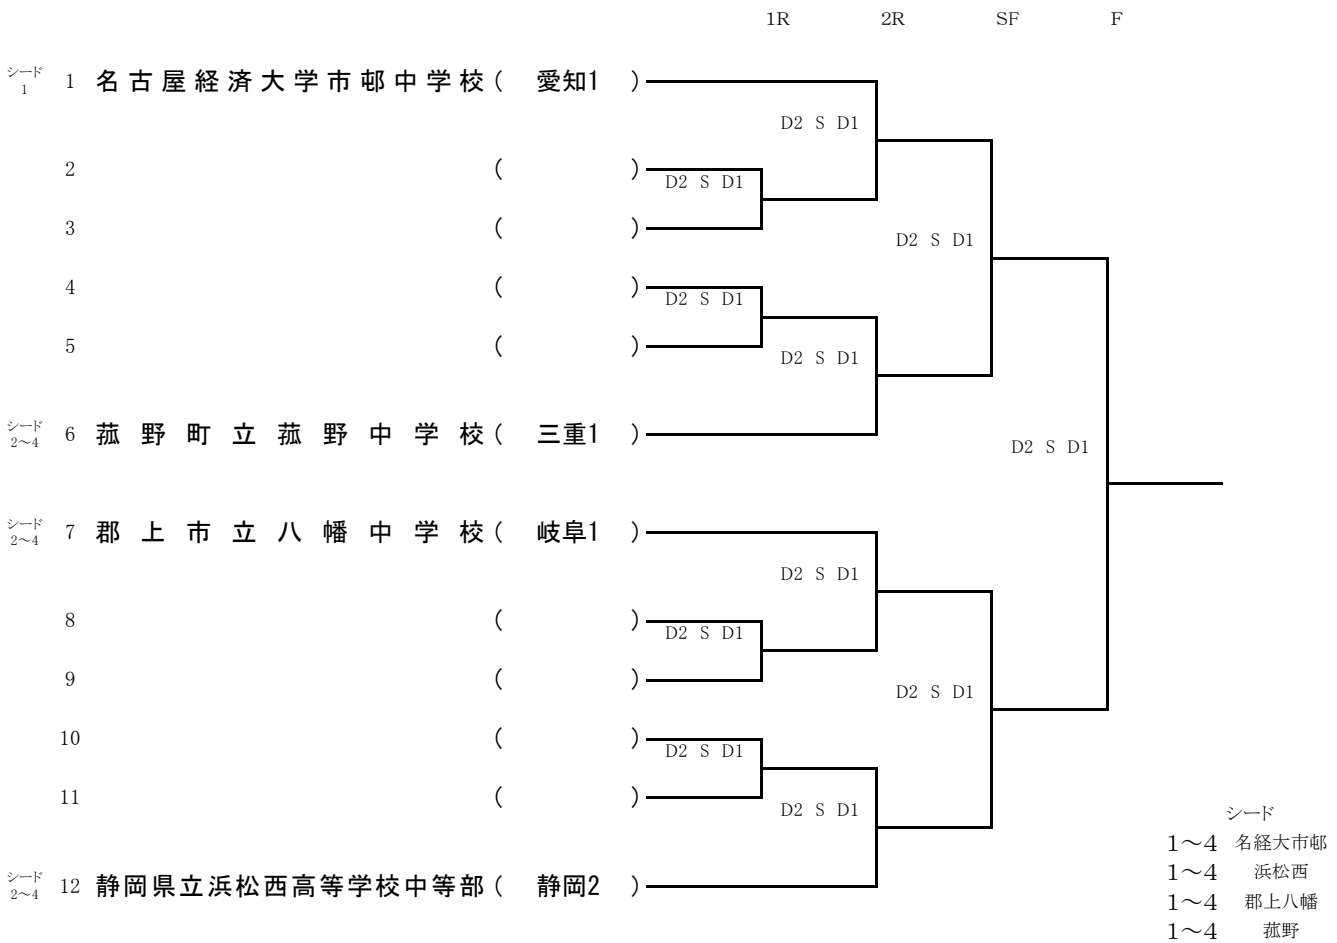 1R 2R SF F
シード
1 1 名古屋経済大学市邨中学校 ( 愛知1 )
D2 S D1
2 ( )
D2 S D1
3 ( )
D2 S D1
4 ( )
D2 S D1
5 ( )
D2 S D1
シード
2～4 6 菰野町立菰野中学校 ( 三重1 )
D2 S D1
シード
2～4 7 郡上市立八幡中学校 ( 岐阜1 )
D2 S D1
8 ( )
D2 S D1
9 ( )
D2 S D1
10 ( )
D2 S D1
11 ( )
D2 S D1
シード
2～4 12 静岡県立浜松西高等学校中等部 ( 静岡2 )
シード
1～4 名経大市邨
1～4 浜松西
1～4 郡上八幡
1～4 菰野